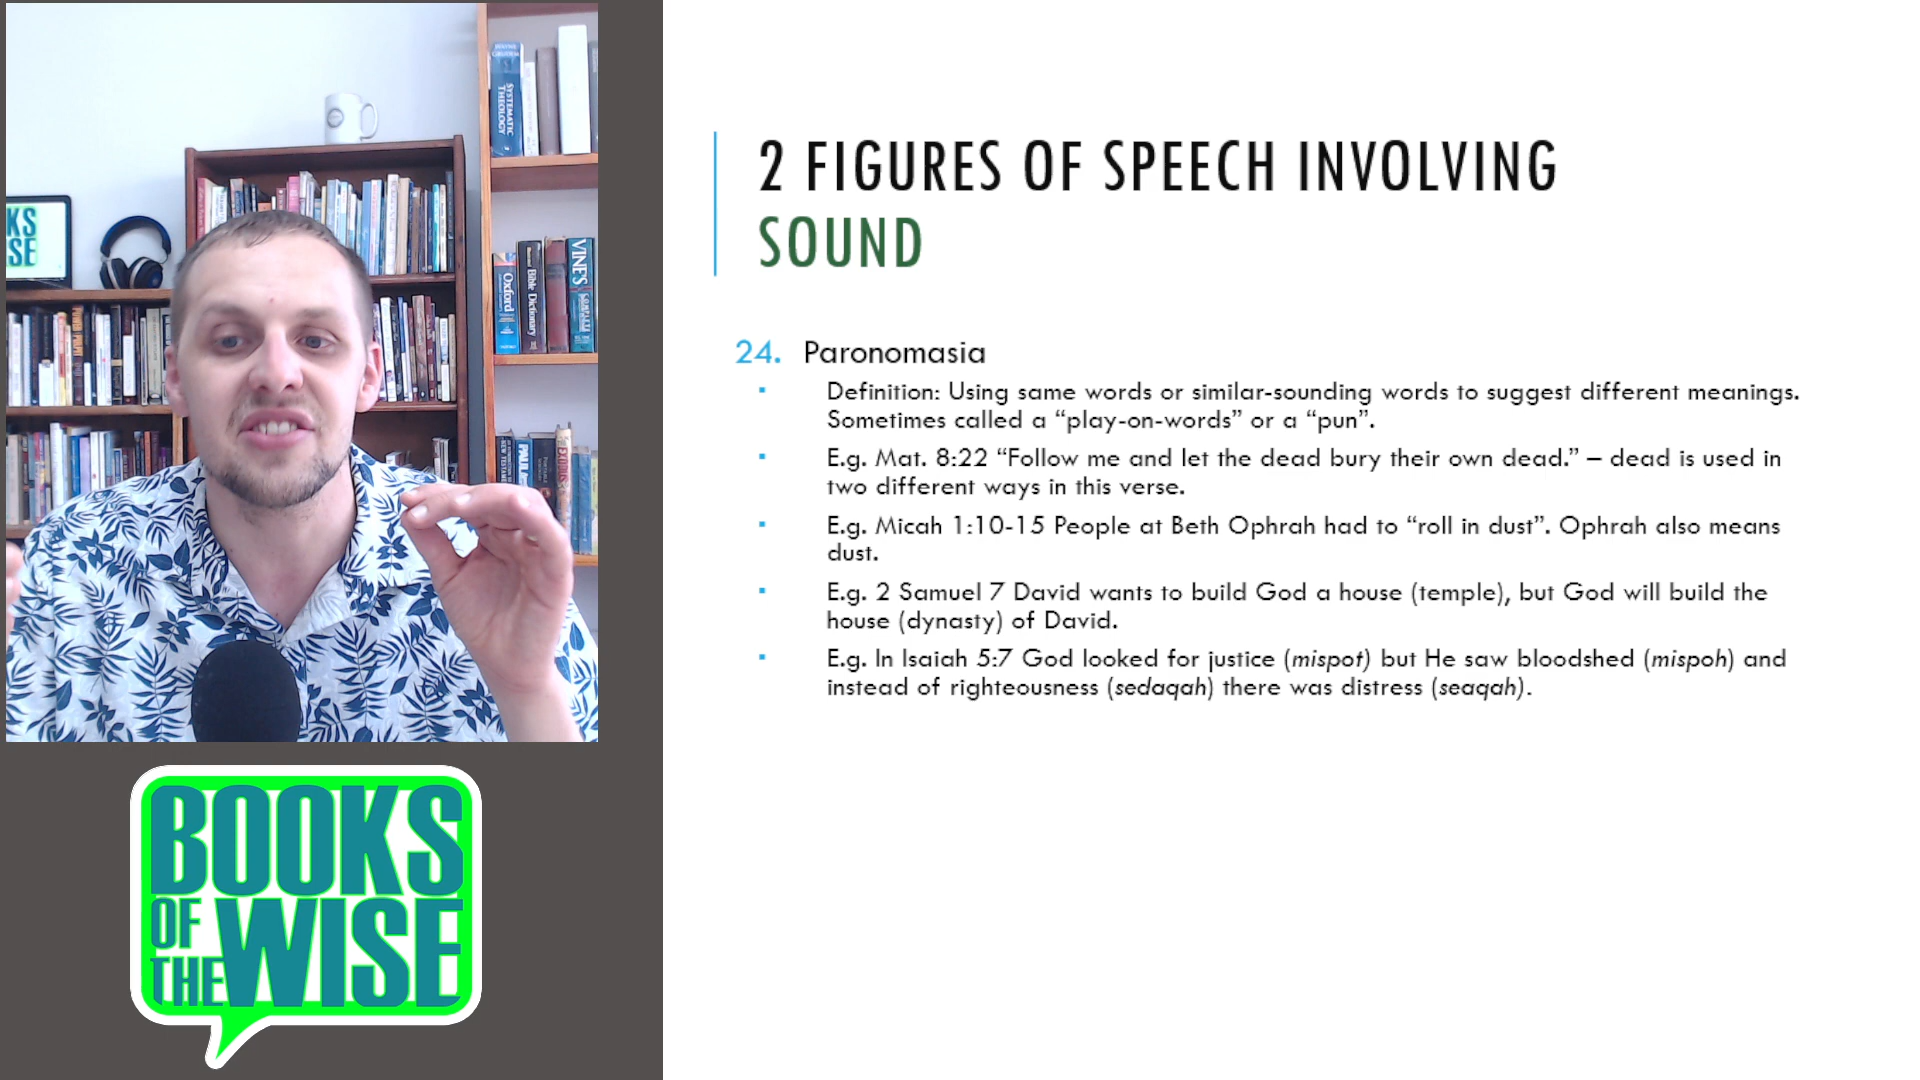 2 FIGURES OF SPEECH INVOLVING
SOUND
24. Paronomasia
▪ Definition: Using same words or similar-sounding words to suggest different meanings.
Sometimes called a “play-on-words” or a “pun”.
▪ E.g. Mat. 8:22 “Follow me and let the dead bury their own dead.” – dead is used in
two different ways in this verse.
▪ E.g. Micah 1:10-15 People at Beth Ophrah had to “roll in dust”. Ophrah also means
dust.
▪ E.g. 2 Samuel 7 David wants to build God a house (temple), but God will build the
house (dynasty) of David.
▪ E.g. In Isaiah 5:7 God looked for justice (mispot) but He saw bloodshed (mispoh) and
instead of righteousness (sedaqah) there was distress (seaqah).
BOOKS
OF
THE WISE
KS
SE
SYSTEMATIC
THEOLOGY
Oxford
Bible Dictionary
VINE'S
PAUL
EXODUS